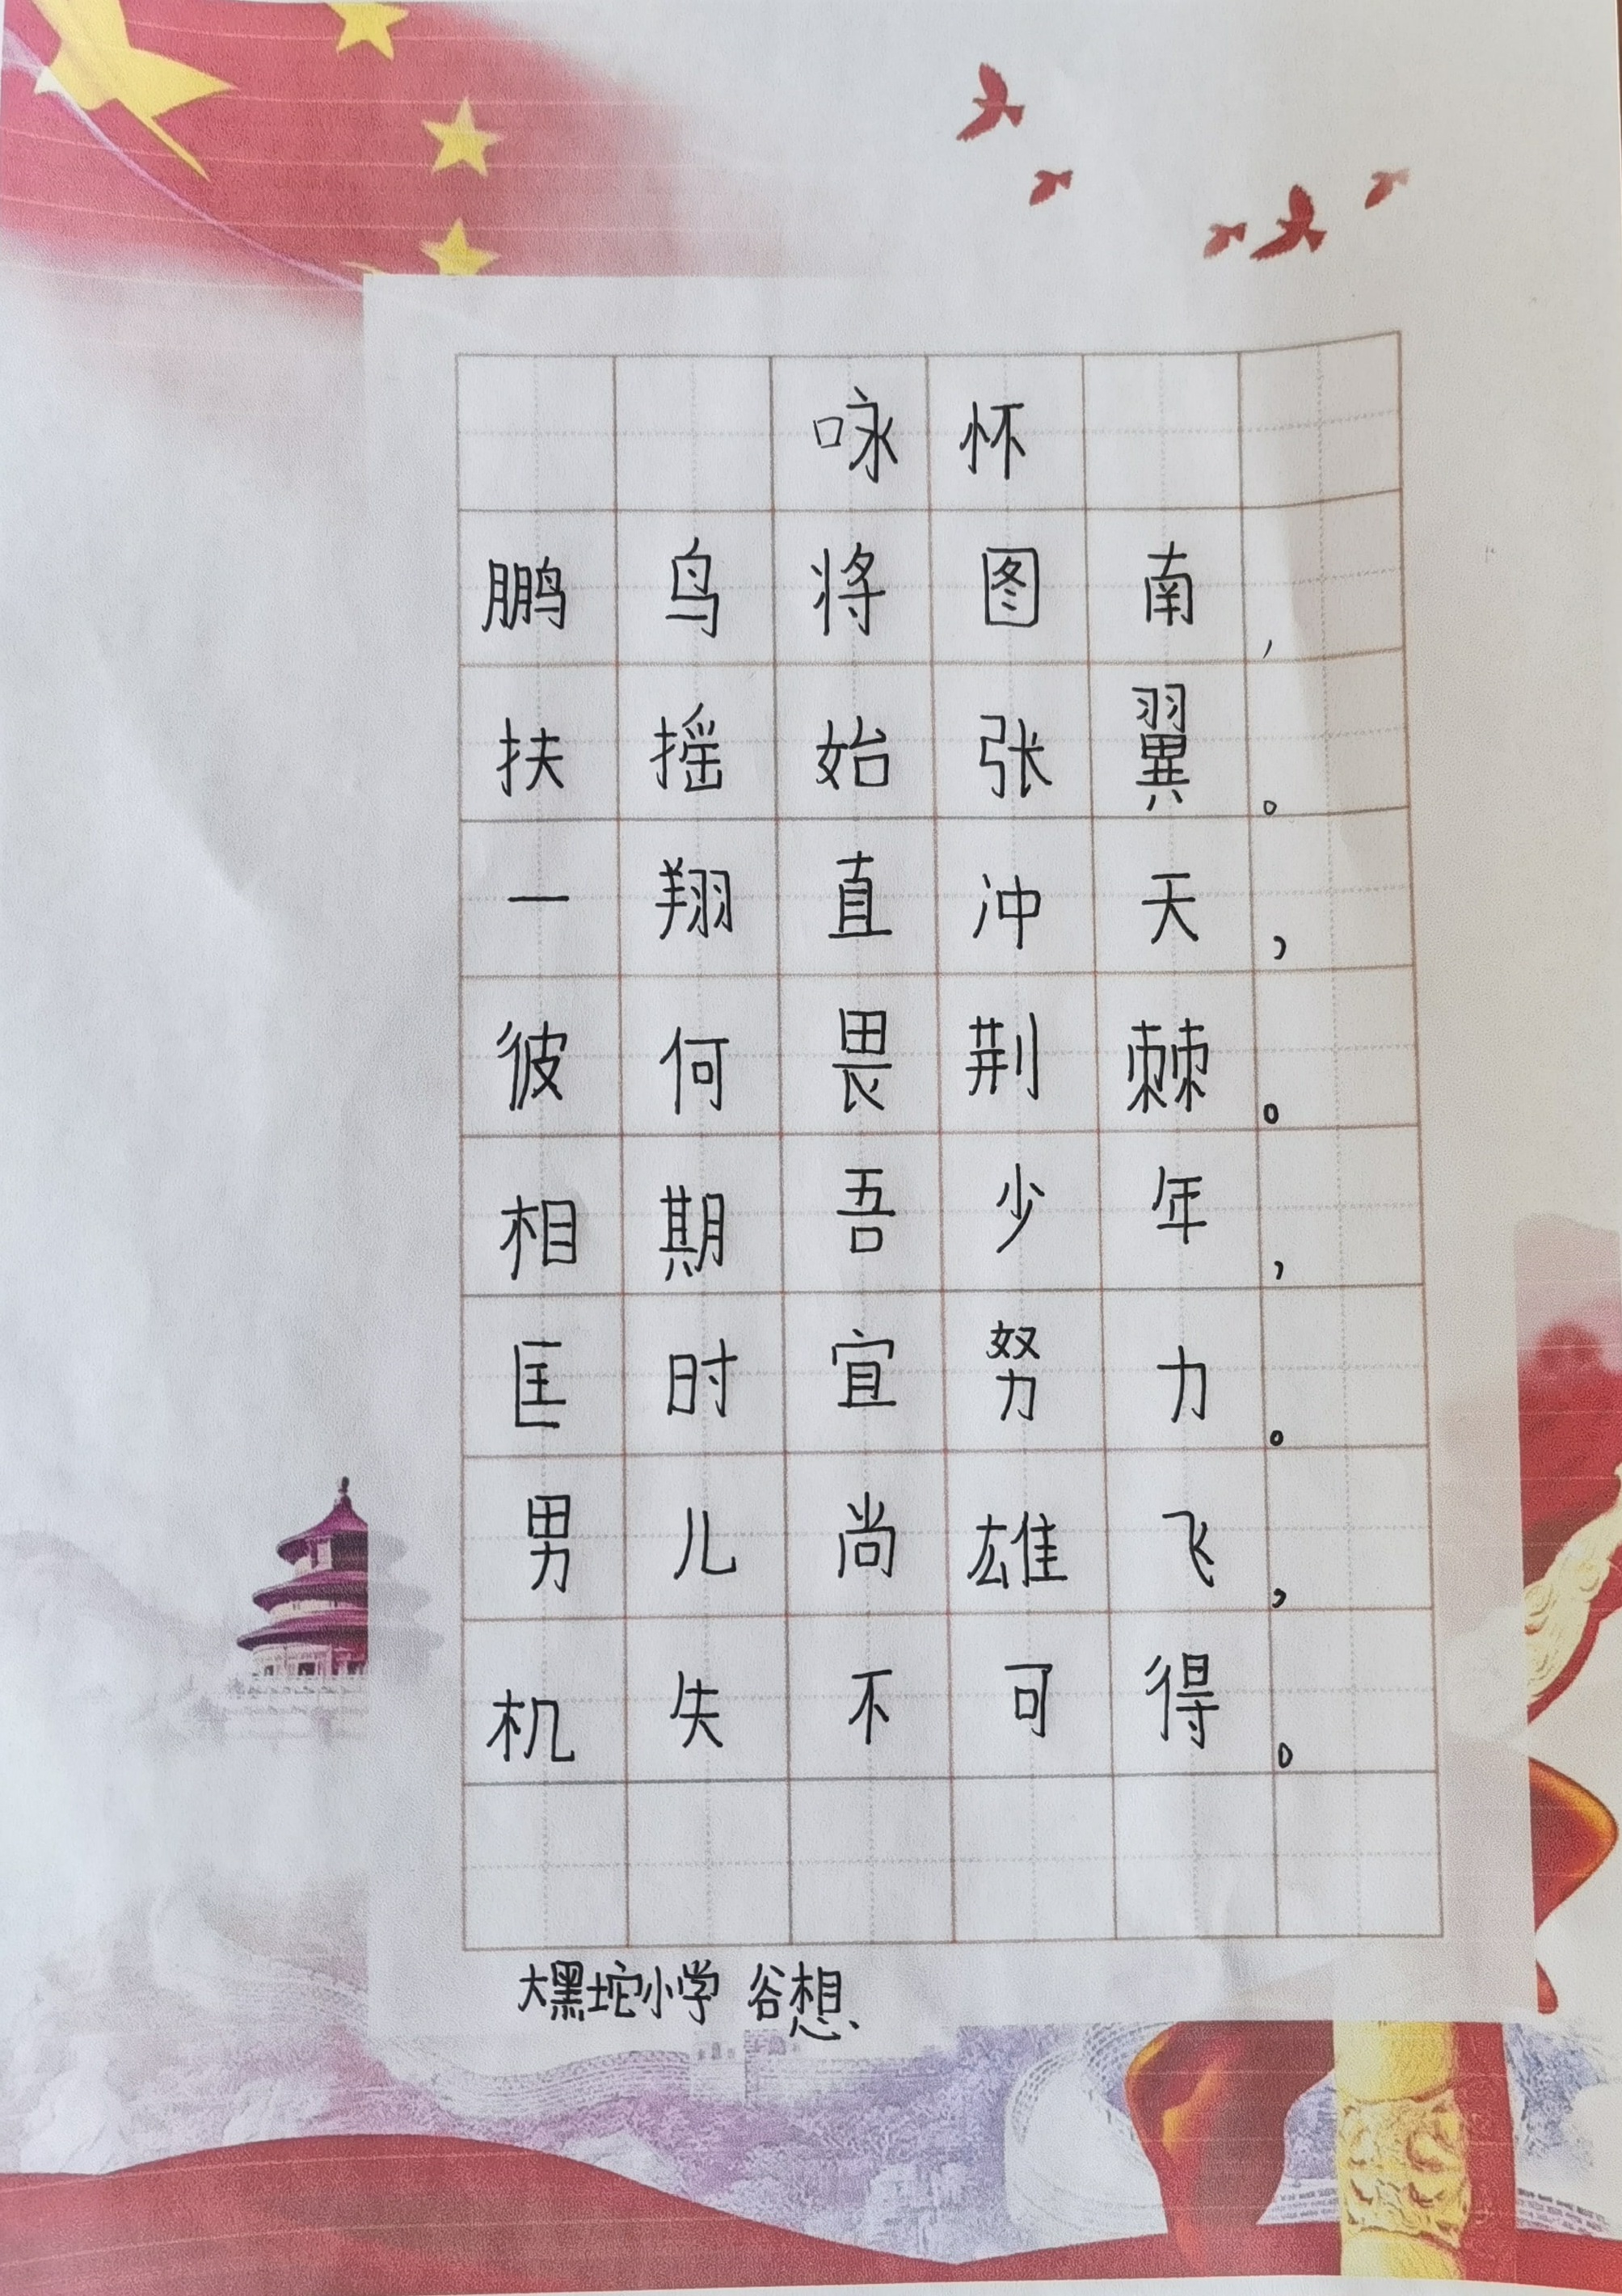 咏怀
鹏鸟将图南，
扶摇始张翼。
一翔直冲天，
彼何畏荆棘。
相期吾少年，
匡时宜努力。
男儿尚雄飞，
机失不可得。
大黑坨小学 谷想、